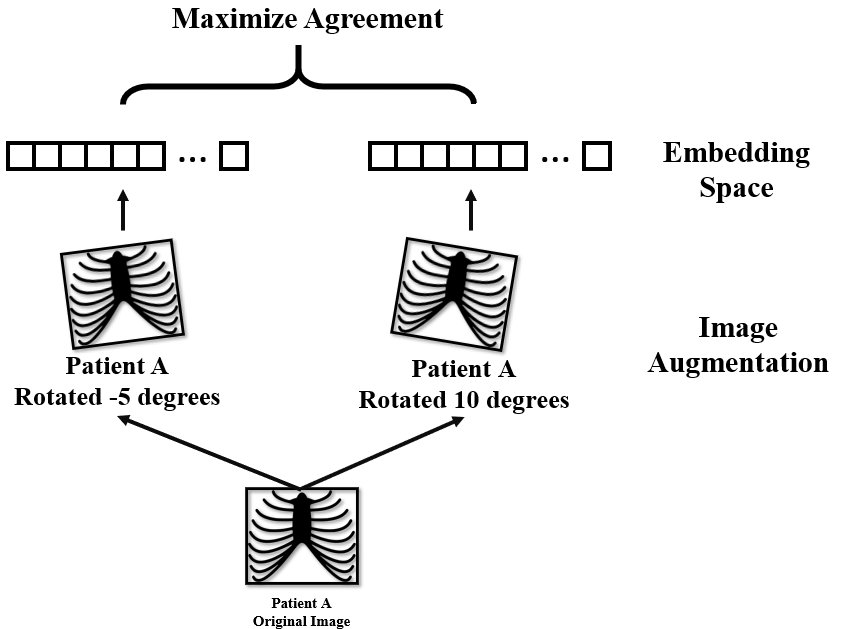 Maximize Agreement
Embedding
Space
Patient A
Rotated -5 degrees
Patient A
Rotated 10 degrees
Image
Augmentation
Patient A
Original Image